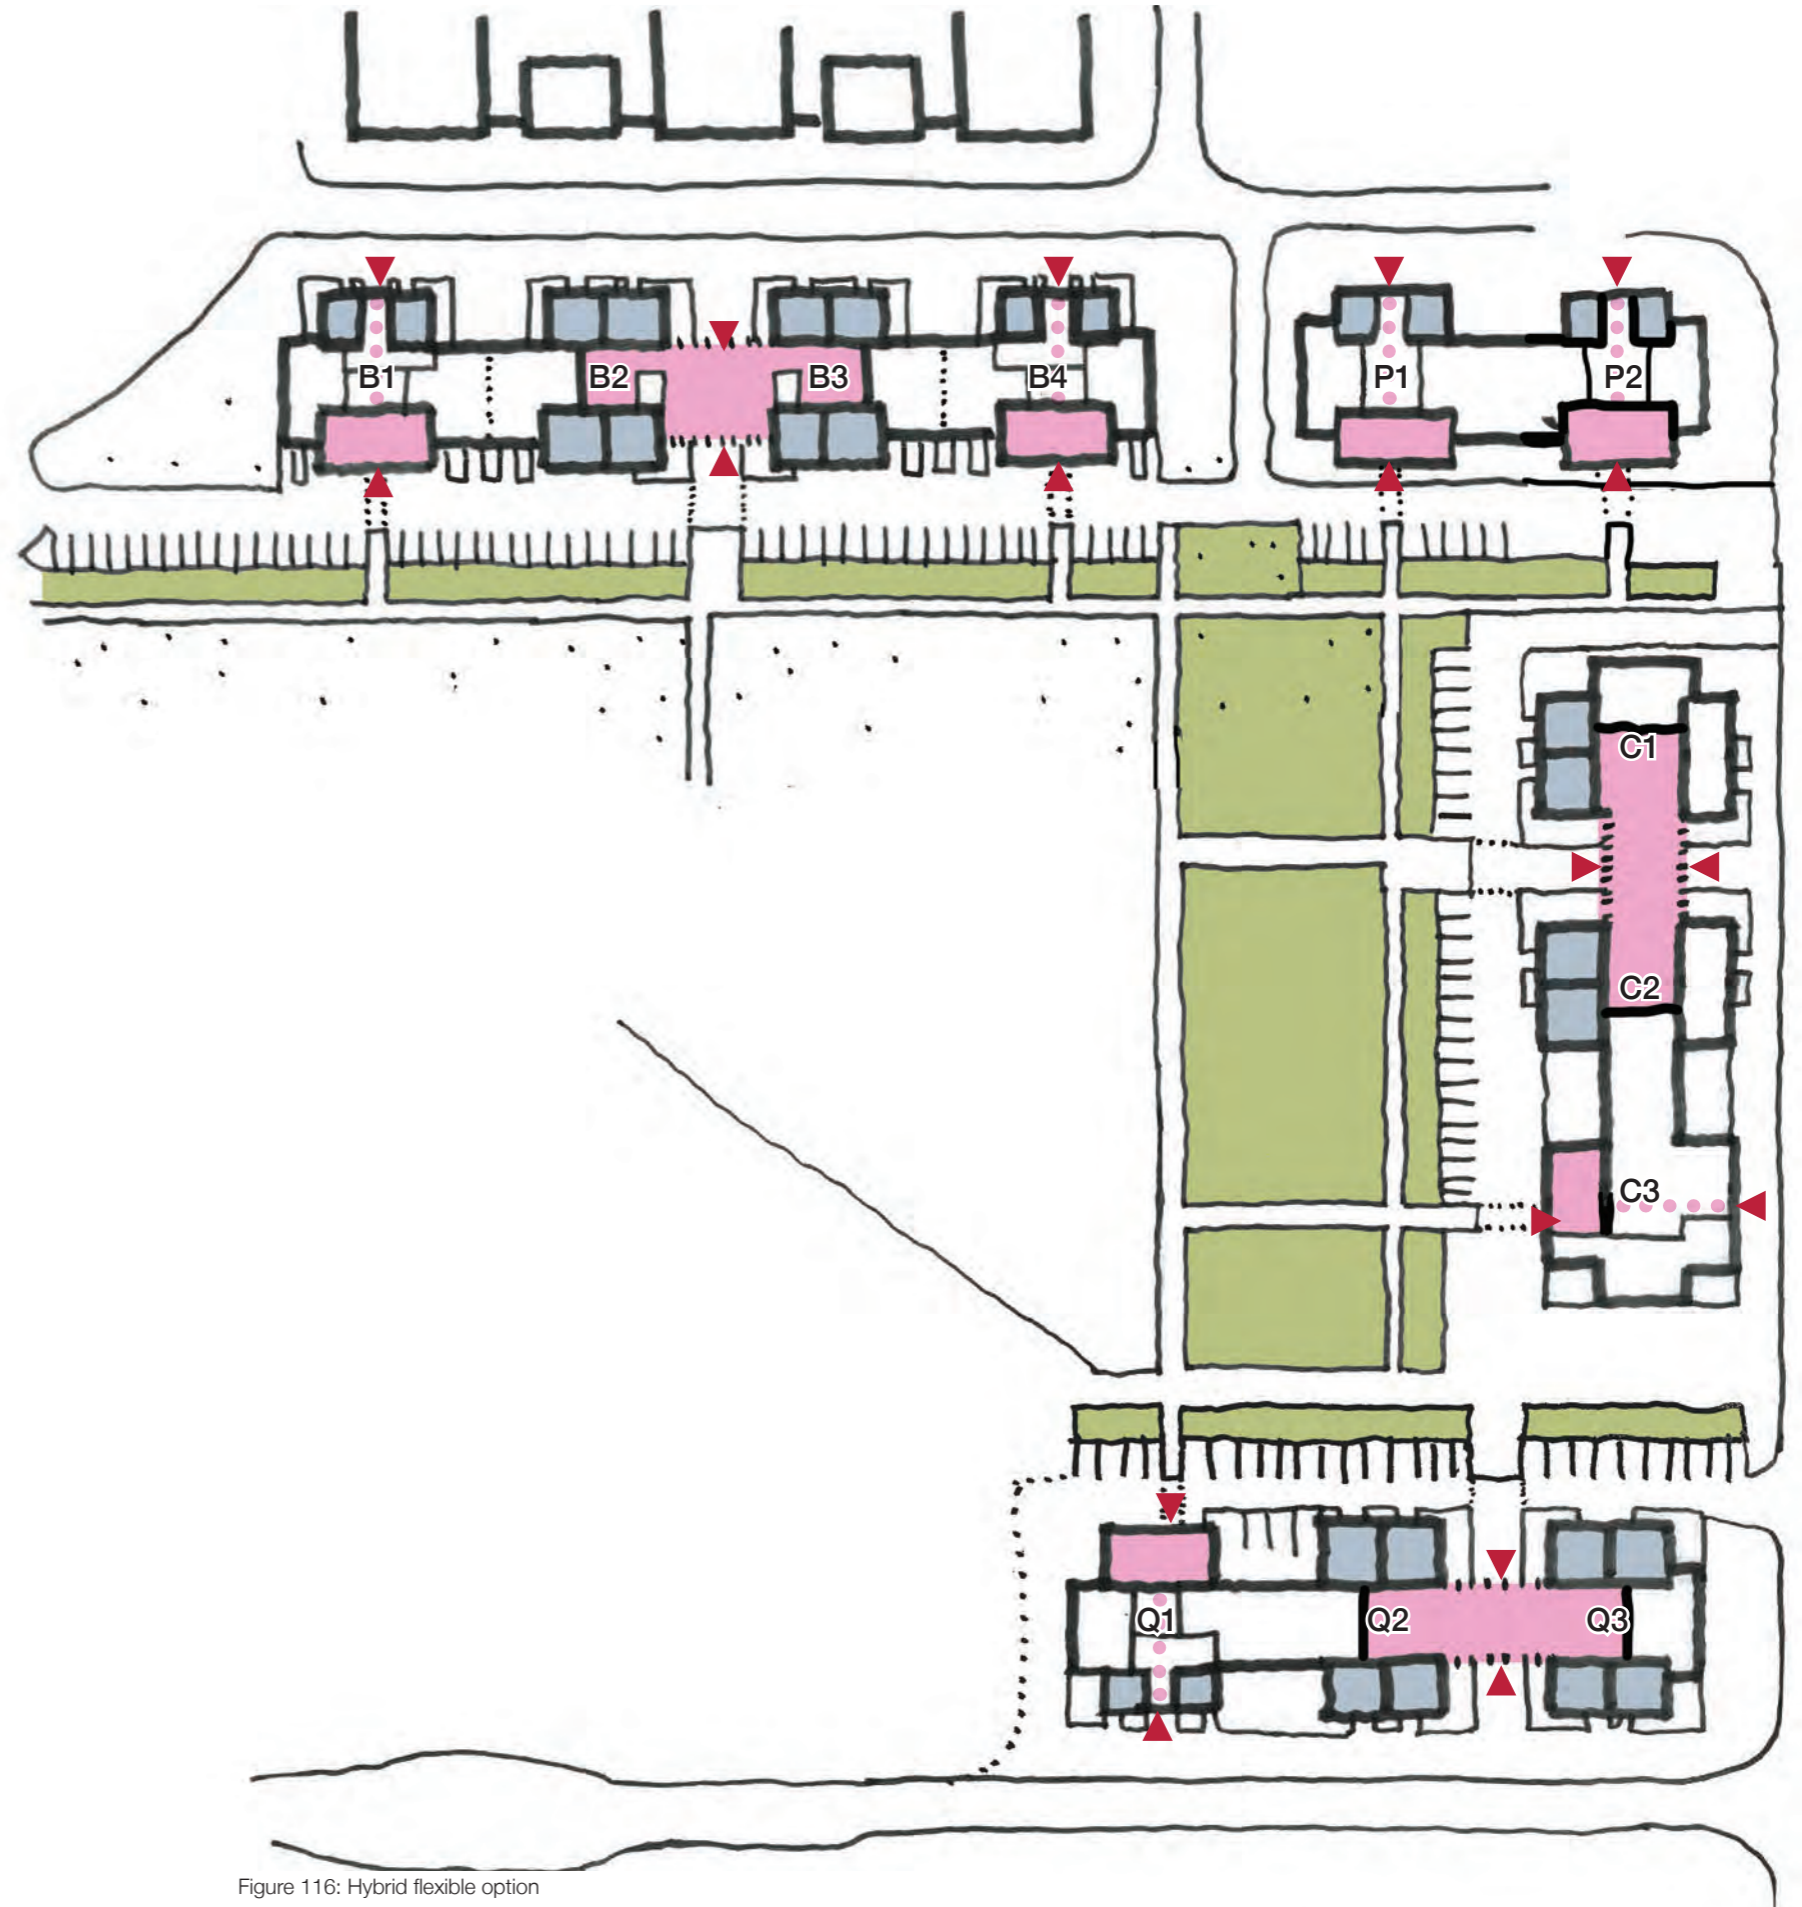 B1
B2
B3
B4
P1
P2
C1
C2
C3
Q1
Q2
Q3
Figure 116: Hybrid flexible option